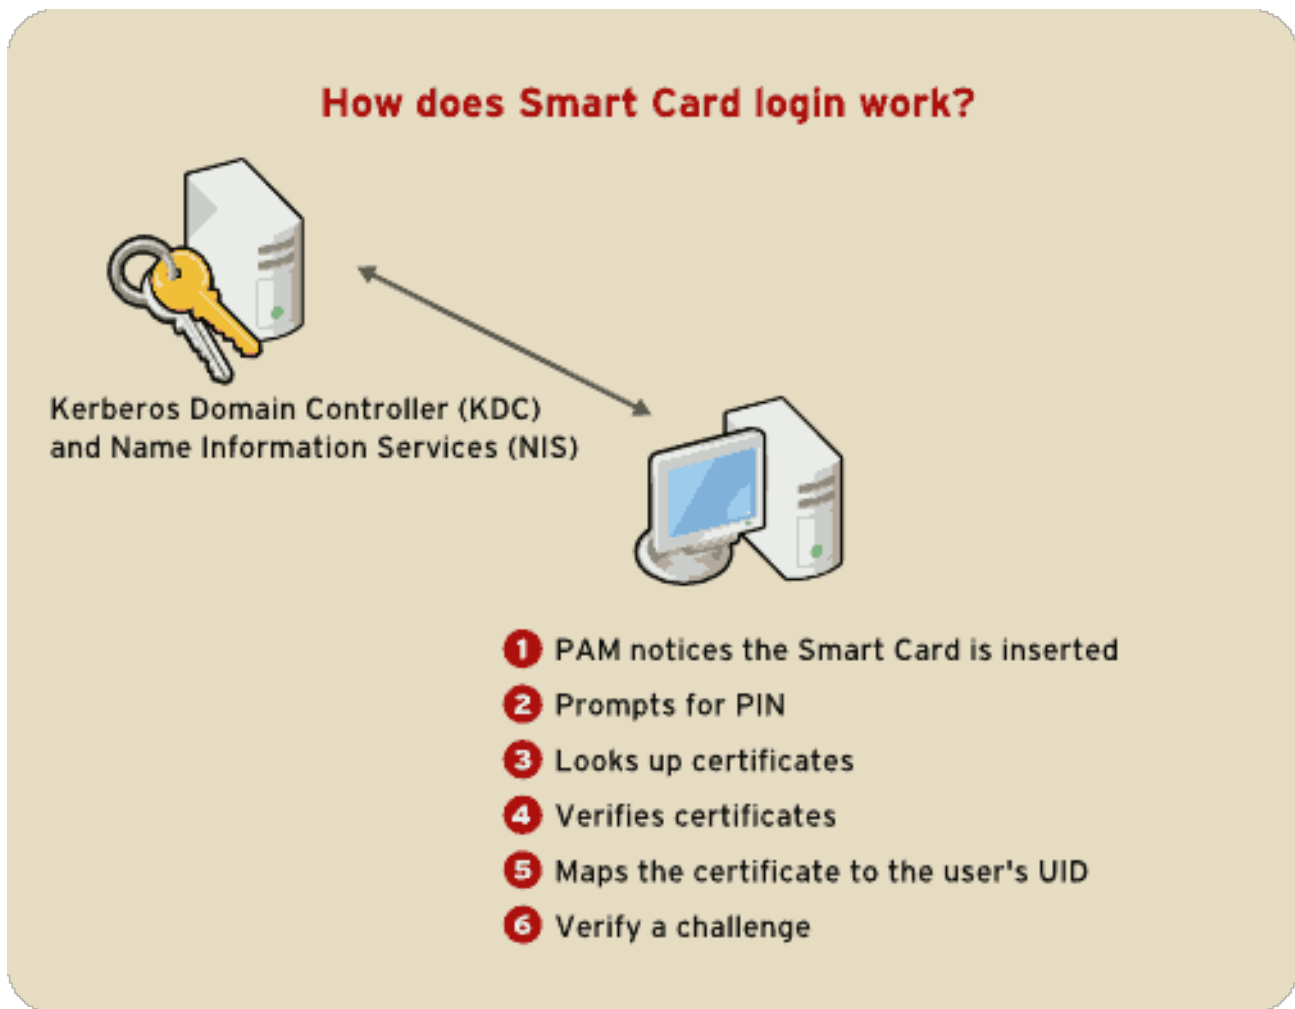 How does Smart Card login work?
Kerberos Domain Controller (KDC)
and Name Information Services (NIS)
1 PAM notices the Smart Card is inserted
2 Prompts for PIN
3 Looks up certificates
4 Verifies certificates
5 Maps the certificate to the user's UID
6 Verify a challenge